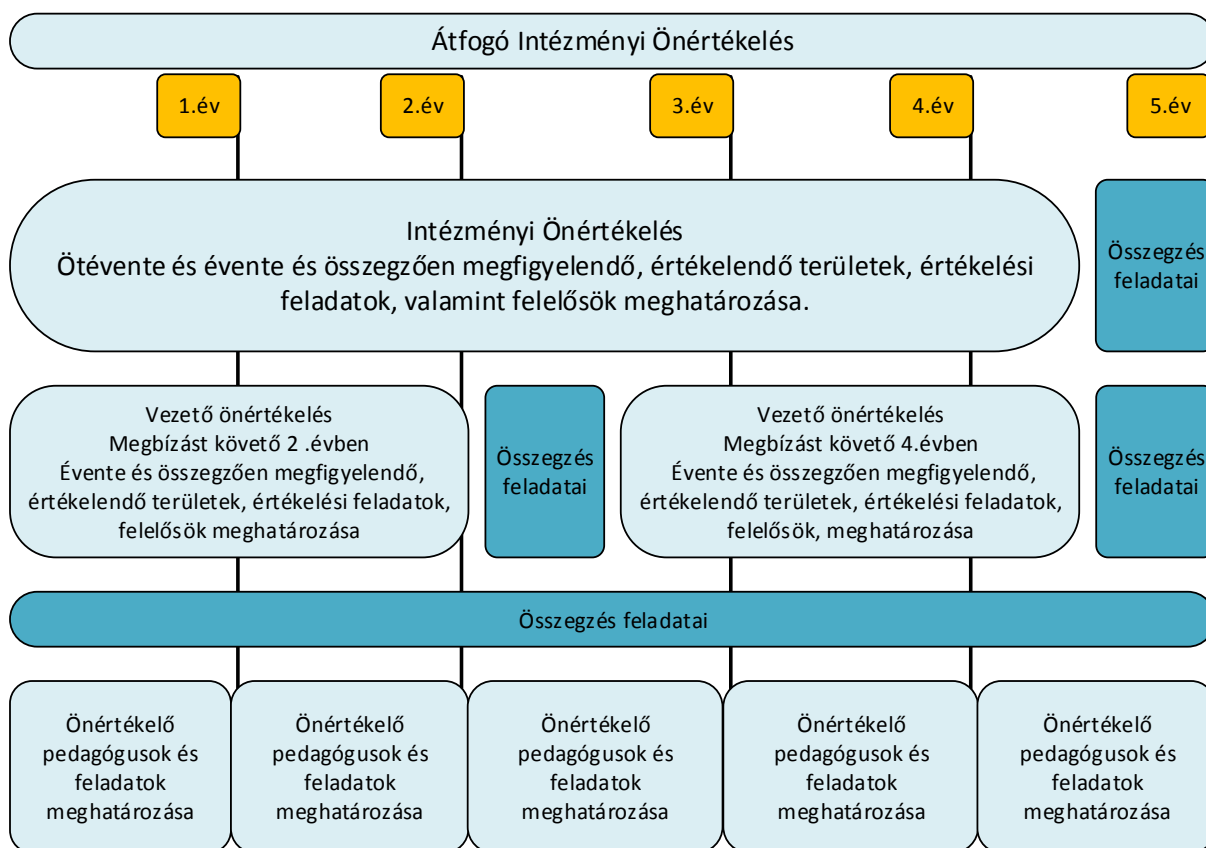 Átfogó Intézményi Önértékelés
1.év
2.év
3.év
4.év
5.év
Intézményi Önértékelés
Ötévente és évente és összegzően megfigyelendő, értékelendő területek, értékelési
feladatok, valamint felelősök meghatározása.
Összegzés
feladatai
Vezető önértékelés
Megbízást követő 2 .évben
Évente és összegzően megfigyelendő,
értékelendő területek, értékelési feladatok,
felelősök meghatározása
Összegzés
feladatai
Vezető önértékelés
Megbízást követő 4.évben
Évente és összegzően megfigyelendő,
értékelendő területek, értékelési feladatok,
felelősök, meghatározása
Összegzés
feladatai
Összegzés feladatai
Önértékelő
pedagógusok és
feladatok
meghatározása
Önértékelő
pedagógusok és
feladatok
meghatározása
Önértékelő
pedagógusok és
feladatok
meghatározása
Önértékelő
pedagógusok és
feladatok
meghatározása
Önértékelő
pedagógusok és
feladatok
meghatározása